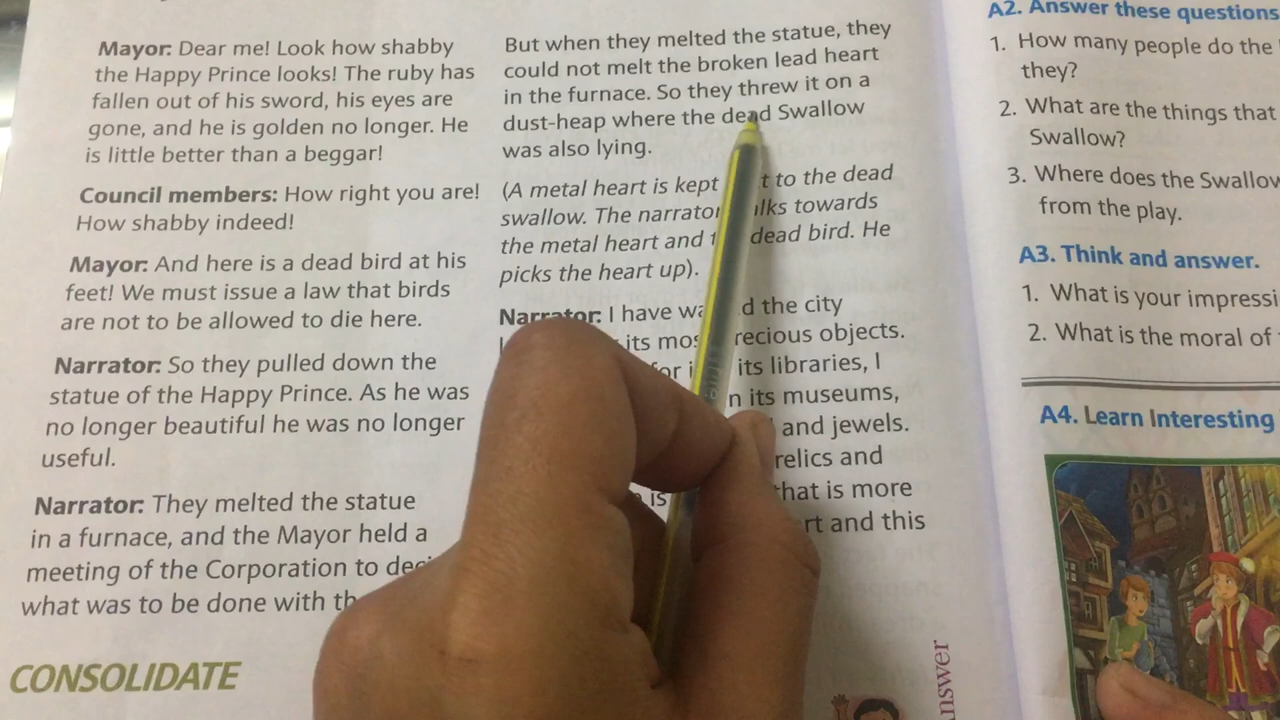 Mayor: Dear me! Look how shabby
the Happy Prince looks! The ruby has
fallen out of his sword, his eyes are
gone, and he is golden no longer. He
is little better than a beggar!
Council members: How right you are!
How shabby indeed!
Mayor: And here is a dead bird at his
feet! We must issue a law that birds
are not to be allowed to die here.
Narrator: So they pulled down the
statue of the Happy Prince. As he was
no longer beautiful he was no longer
useful.
Narrator: They melted the statue
in a furnace, and the Mayor held a
meeting of the Corporation to
what was to be done with
CONSOLIDATE
But when they melted the statue, they
could not melt the broken lead heart
in the furnace. So they threw it on a
dust-heap where the dead Swallow
was also lying.
(A metal heart is kept to the dead
swallow. The narrator towards
the metal heart and dead bird. He
picks the heart up).
Narrator: I have the city
its objects.
its libraries, I
its museums,
and jewels.
relics and
is that is more
and this
A2. Answer these questions
1. How many people do the
they?
2. What are the things that
Swallow?
3. Where does the Swallow
from the play.
A3. Think and answer.
1. What is your
2. What is the moral of
A4. Learn Interesting